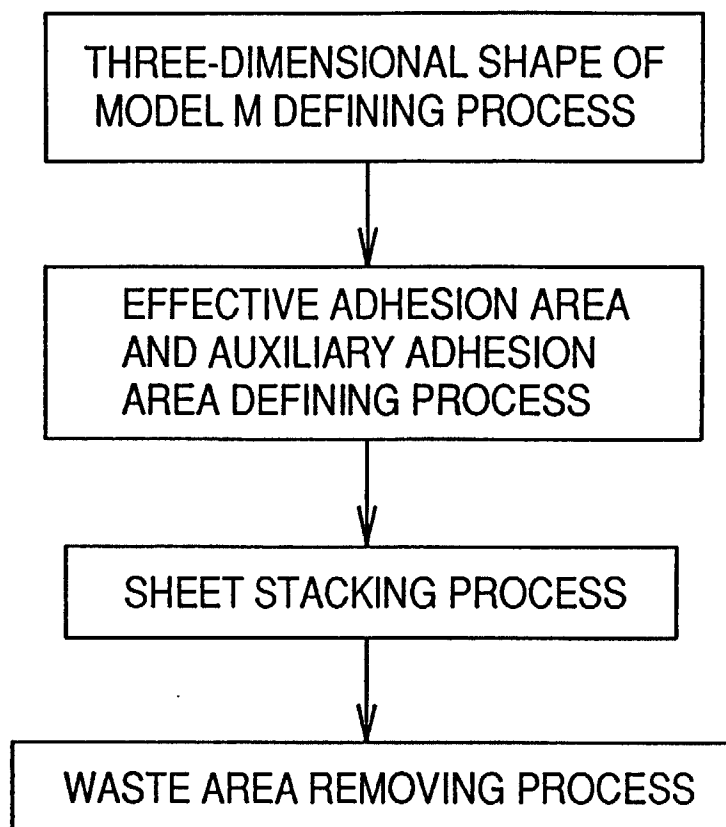 THREE-DIMENSIONAL SHAPE OF
MODEL M DEFINING PROCESS
EFFECTIVE ADHESION AREA
AND AUXILIARY ADHESION
AREA DEFINING PROCESS
SHEET STACKING PROCESS
WASTE AREA REMOVING PROCESS